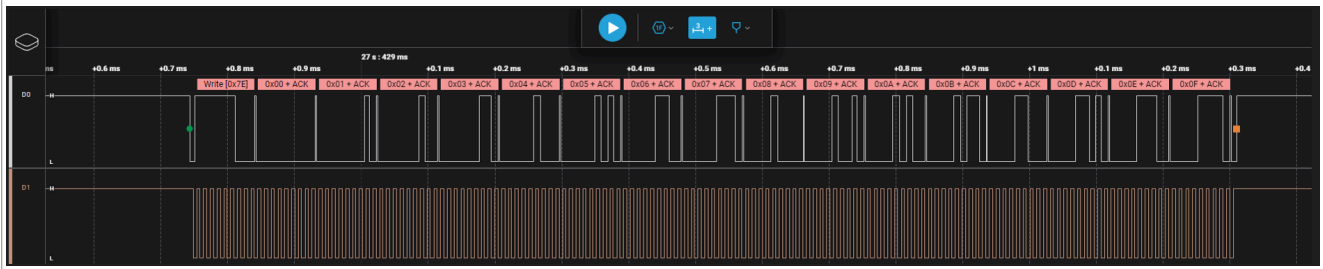 1F
3 +
27 s : 429 ms
ms +0.6 ms +0.7 ms +0.8 ms +0.9 ms +0.1 ms +0.2 ms +0.3 ms +0.4 ms +0.5 ms +0.6 ms +0.7 ms +0.8 ms +0.9 ms +1 ms +0.1 ms +0.2 ms +0.3 ms +0.4
Write [0x7E] 0x00 + ACK 0x01 + ACK 0x02 + ACK 0x03 + ACK 0x04 + ACK 0x05 + ACK 0x06 + ACK 0x07 + ACK 0x08 + ACK 0x09 + ACK 0x0A + ACK 0x0B + ACK 0x0C + ACK 0x0D + ACK 0x0E + ACK 0x0F + ACK
D0 H
L
D1 H
L